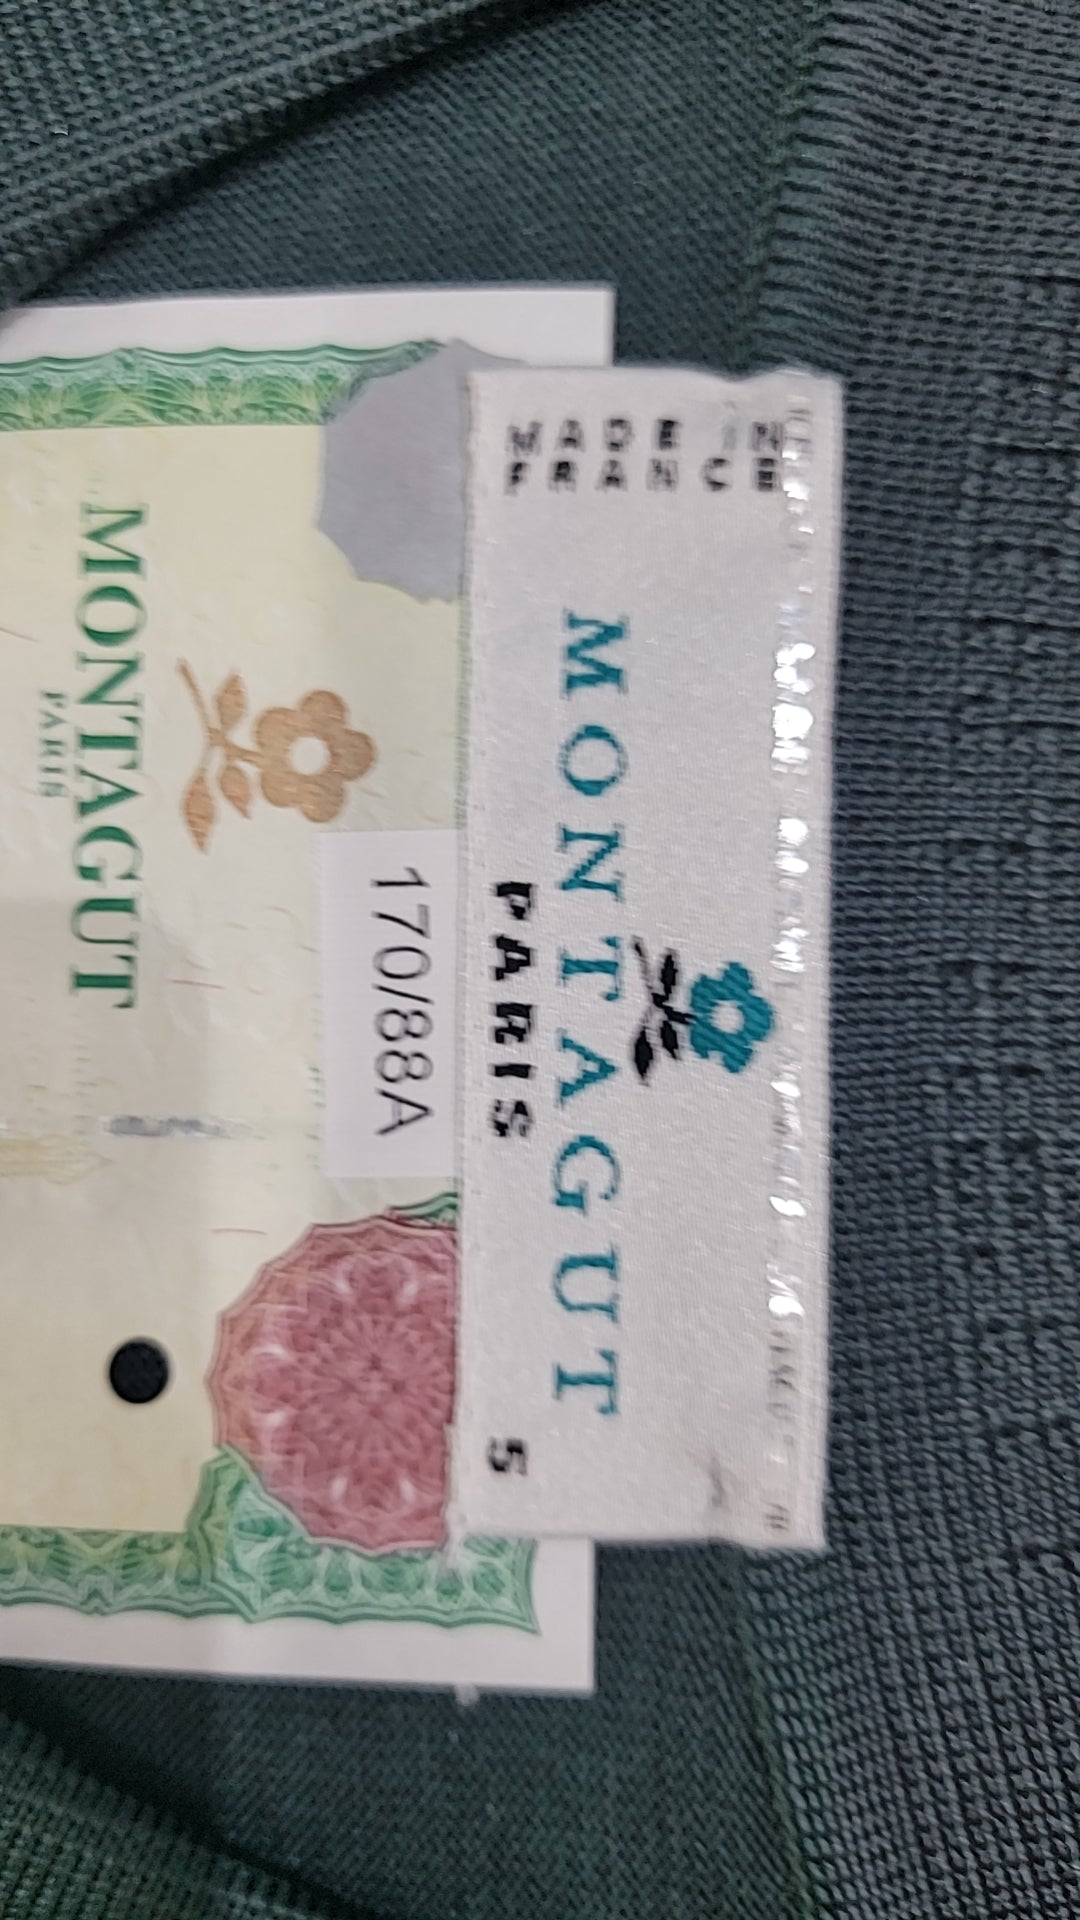 MADE IN
FRANCE
MONTAGUT
PARIS
5
170/88A
MONTAGUT
PARIS